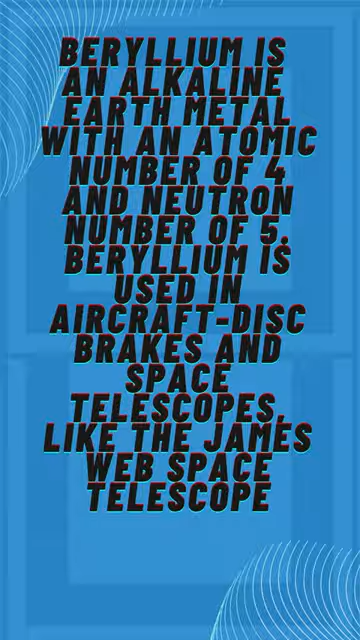 BERYLLIUM IS
AN ALKALINE
EARTH METAL
WITH AN ATOMIC
NUMBER OF 4
AND NEUTRON
NUMBER OF 5.
BERYLLIUM IS
USED IN
AIRCRAFT-DISC
BRAKES AND
SPACE
TELESCOPES,
LIKE THE JAMES
WEB SPACE
TELESCOPE